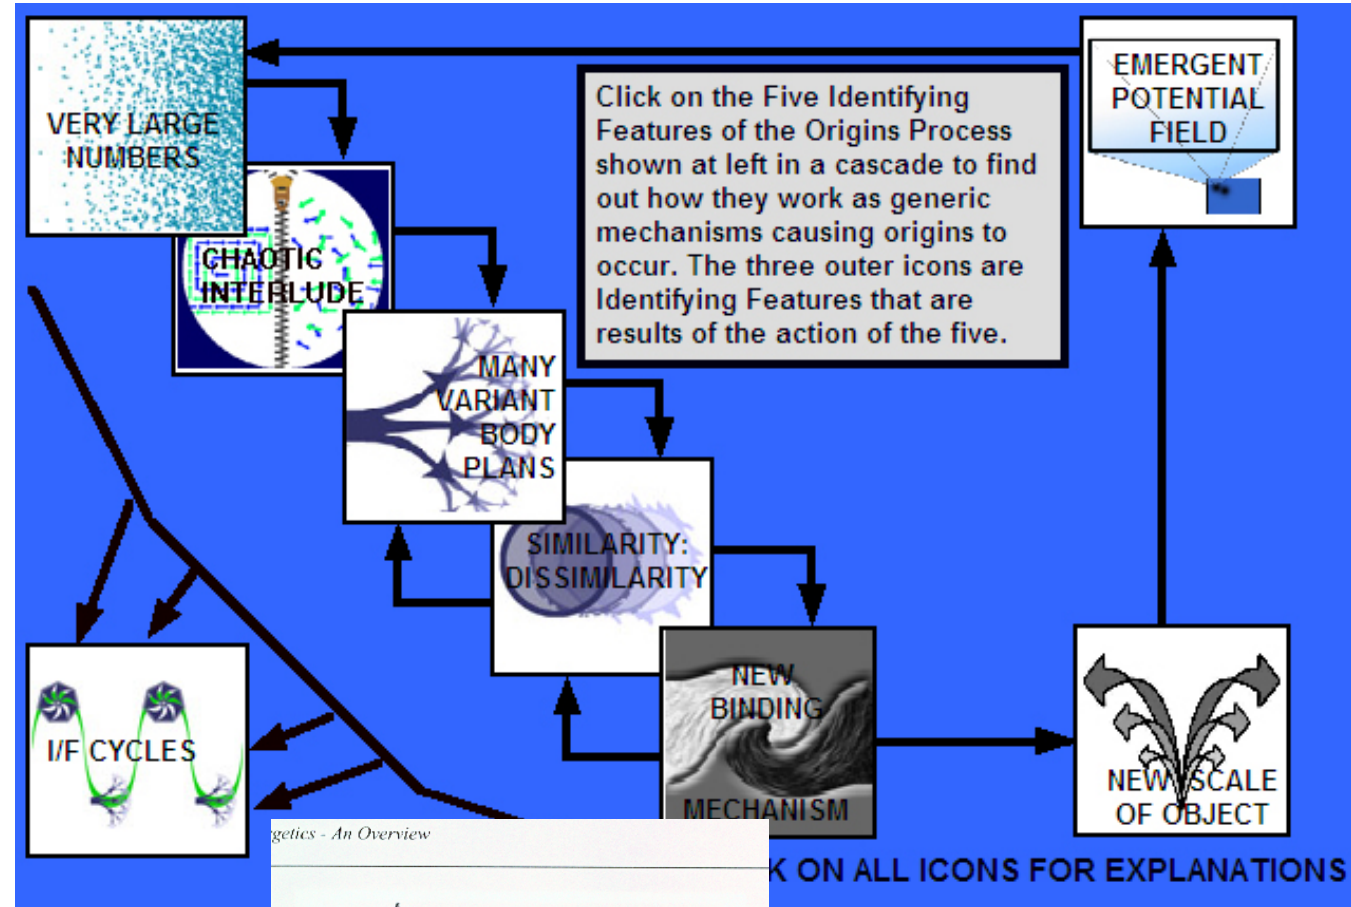 VERY LARGE
NUMBERS
CHAOTIC
INTERLUDE
MANY
VARIANT
BODY
PLANS
SIMILARITY:
DISSIMILARITY
NEW
BINDING
MECHANISM
NEW SCALE
OF OBJECT
EMERGENT
POTENTIAL
FIELD
Click on the Five Identifying
Features of the Origins Process
shown at left in a cascade to find
out how they work as generic
mechanisms causing origins to
occur. The three outer icons are
Identifying Features that are
results of the action of the five.
I/F CYCLES
getics - An Overview
K ON ALL ICONS FOR EXPLANATIONS